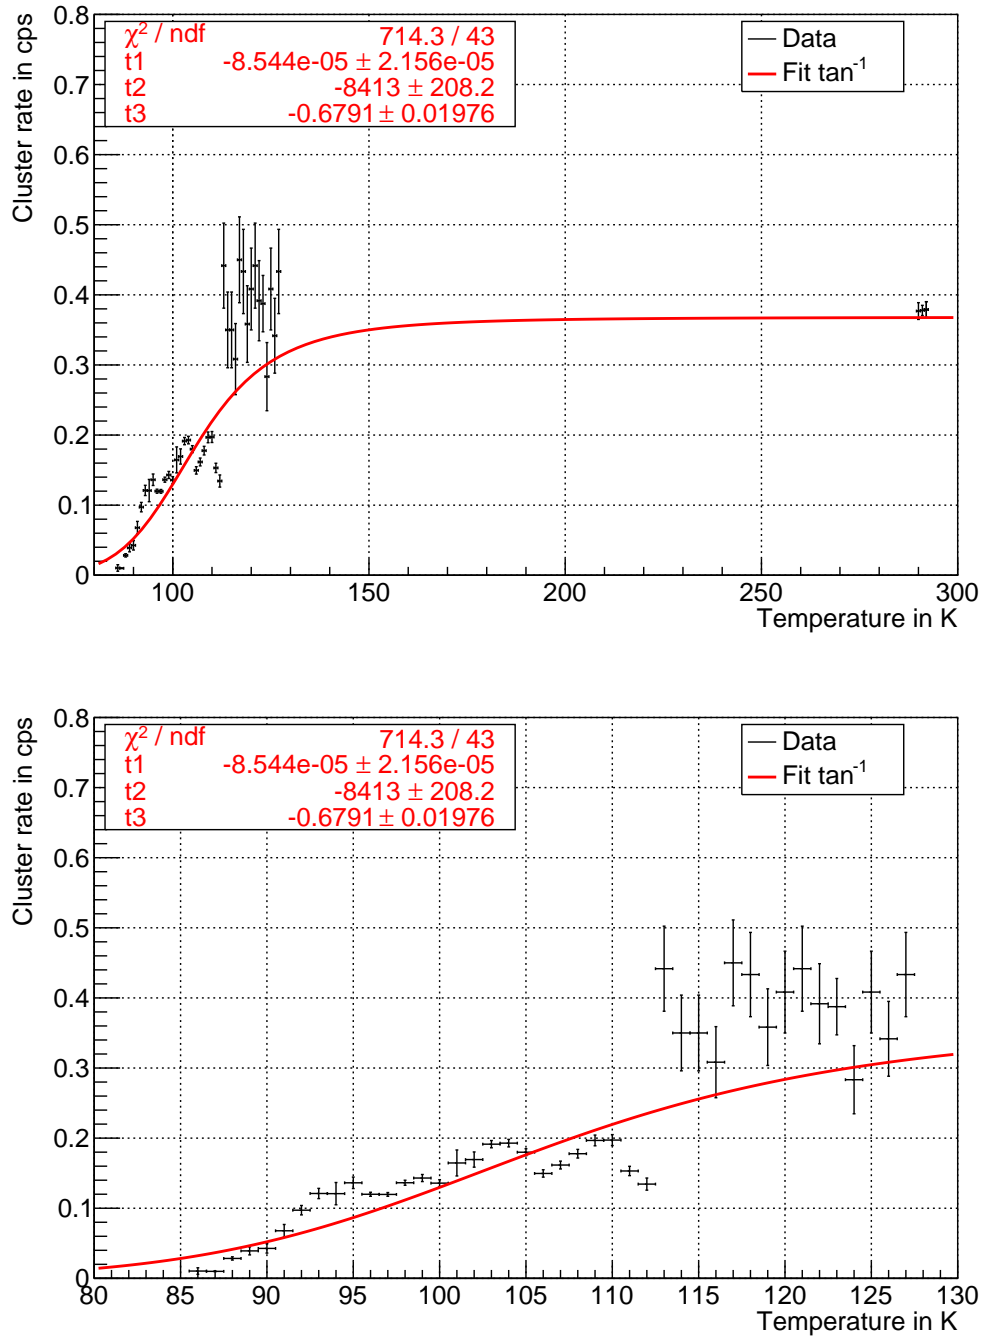 Cluster rate in cps
0.8
0.7
0.6
0.5
0.4
0.3
0.2
0.1
0
χ² / ndf 714.3 / 43
t1 -8.544e-05 ± 2.156e-05
t2 -8413 ± 208.2
t3 -0.6791 ± 0.01976
Data
Fit tan⁻¹
100 150 200 250 300
Temperature in K
Cluster rate in cps
0.8
0.7
0.6
0.5
0.4
0.3
0.2
0.1
0
χ² / ndf 714.3 / 43
t1 -8.544e-05 ± 2.156e-05
t2 -8413 ± 208.2
t3 -0.6791 ± 0.01976
Data
Fit tan⁻¹
80 85 90 95 100 105 110 115 120 125 130
Temperature in K